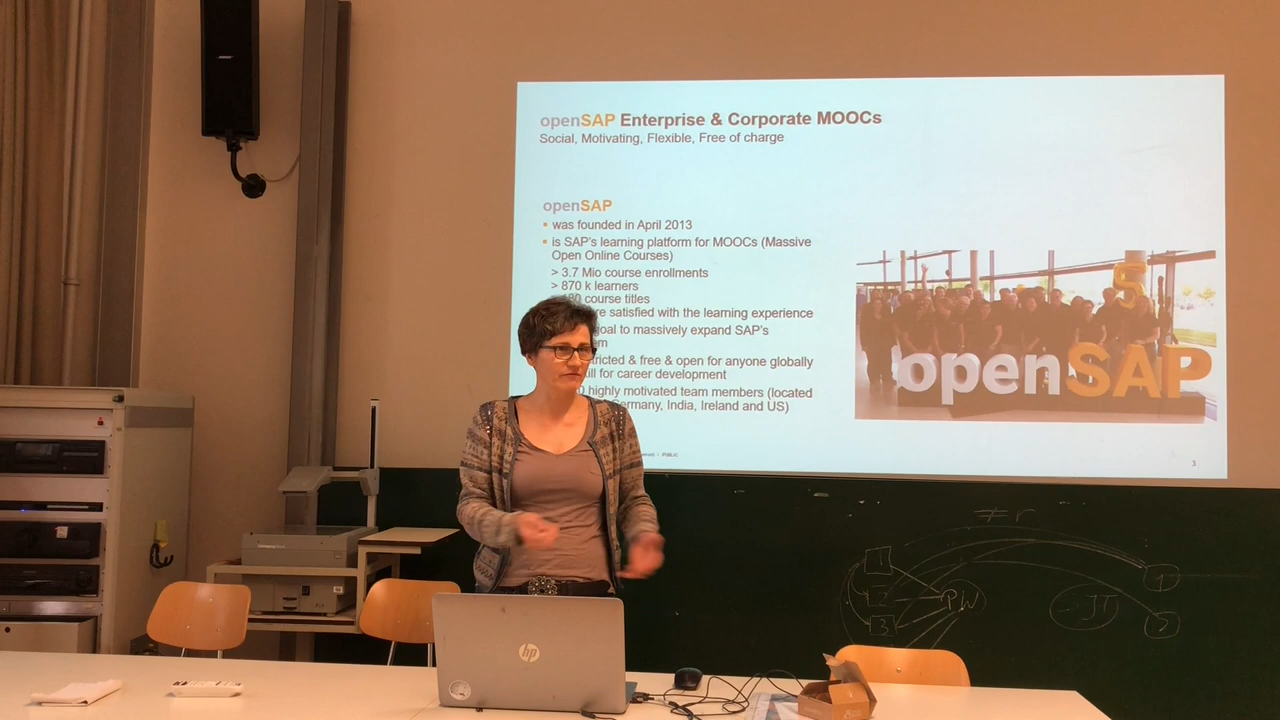 openSAP Enterprise & Corporate MOOCs
Social, Motivating, Flexible, Free of charge
openSAP
was founded in April 2013
is SAP's learning platform for MOOCs (Massive
Open Online Courses)
> 3.7 Mio course enrollments
> 870 k learners
course titles
satisfied with the learning experience
goal to massively expand SAP's
& free & open for anyone globally
for career development
highly motivated team members (located
Germany, India, Ireland and US)
PUBLIC
3
5
openSAP
≠ r
1
2
3
PW
JT
1
2
hp